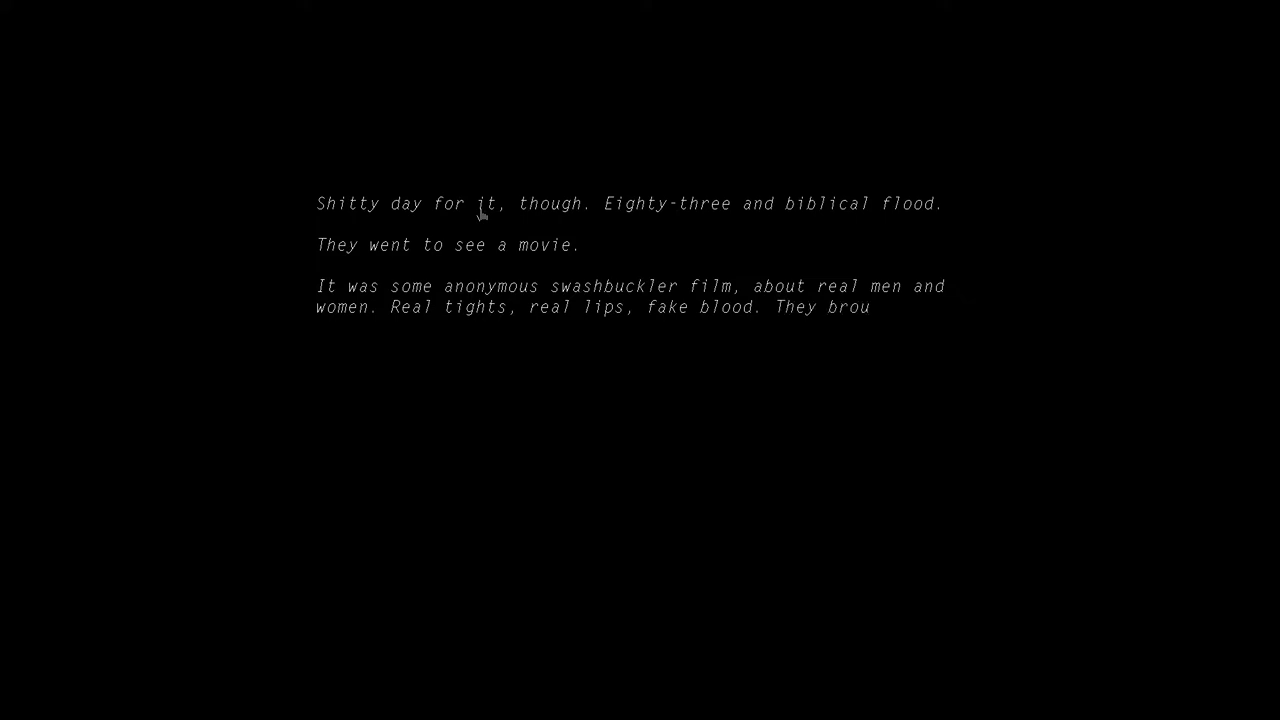 Shitty day for it, though. Eighty-three and biblical flood.
They went to see a movie.
It was some anonymous swashbuckler film, about real men and
women. Real tights, real lips, fake blood. They brou